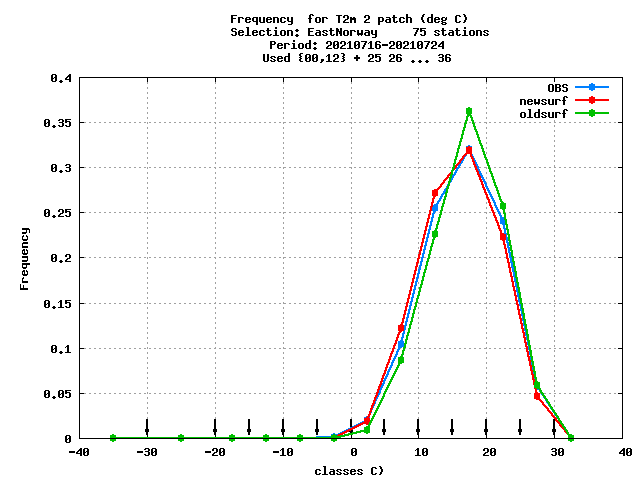 Frequency  for T2m 2 patch (deg C)
Selection: EastNorway     75 stations
Period: 20210716-20210724
Used {00,12} + 25 26 ... 36
OBS
newsurf
oldsurf
0.4
0.35
0.3
0.25
0.2
0.15
0.1
0.05
0
Frequency
-40 -30 -20 -10 0 10 20 30 40
classes C)